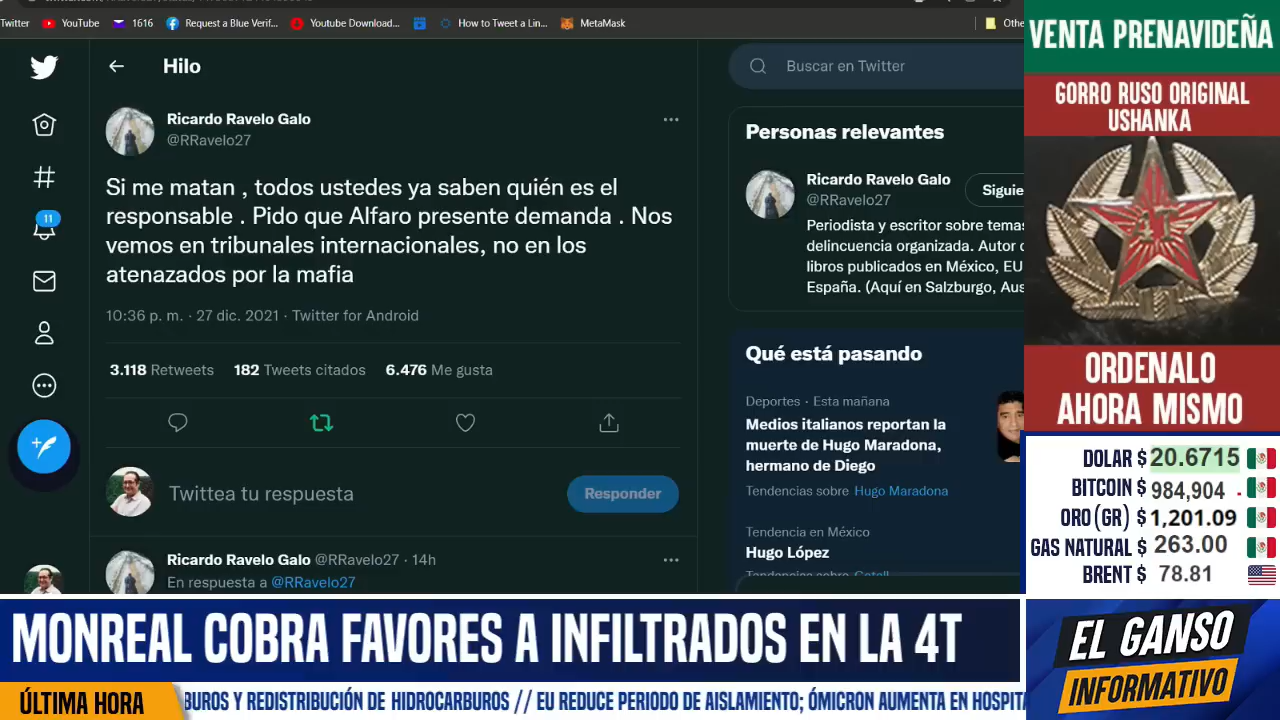 Twitter
YouTube
1616
Request a Blue Verif...
Youtube Download...
How to Tweet a Lin...
MetaMask
Othe
Hilo
Buscar en Twitter
Ricardo Ravelo Galo
@RRavelo27
Si me matan , todos ustedes ya saben quién es el
responsable . Pido que Alfaro presente demanda . Nos
vemos en tribunales internacionales, no en los
atenazados por la mafia
10:36 p. m. · 27 dic. 2021 · Twitter for Android
3.118 Retweets 182 Tweets citados 6.476 Me gusta
11
Twittea tu respuesta
Responder
Ricardo Ravelo Galo @RRavelo27 · 14h
En respuesta a @RRavelo27
Personas relevantes
Ricardo Ravelo Galo
@RRavelo27
Siguie
Periodista y escritor sobre temas
delincuencia organizada. Autor
libros publicados en México, EU
España. (Aquí en Salzburgo, Aus
Qué está pasando
Deportes · Esta mañana
Medios italianos reportan la
muerte de Hugo Maradona,
hermano de Diego
Tendencias sobre Hugo Maradona
Tendencia en México
Hugo López
VENTA PRENAVIDEÑA
GORRO RUSO ORIGINAL
USHANKA
4T
ORDENALO
AHORA MISMO
DOLAR $ 20.6715
BITCOIN $ 984,904
ORO (GR) $ 1,201.09
GAS NATURAL $ 263.00
BRENT $ 78.81
MONREAL COBRA FAVORES A INFILTRADOS EN LA 4T
EL GANSO
INFORMATIVO
ÚLTIMA HORA
BUROS Y REDISTRIBUCIÓN DE HIDROCARBUROS // EU REDUCE PERIODO DE AISLAMIENTO; ÓMICRON AUMENTA EN HOSPITA